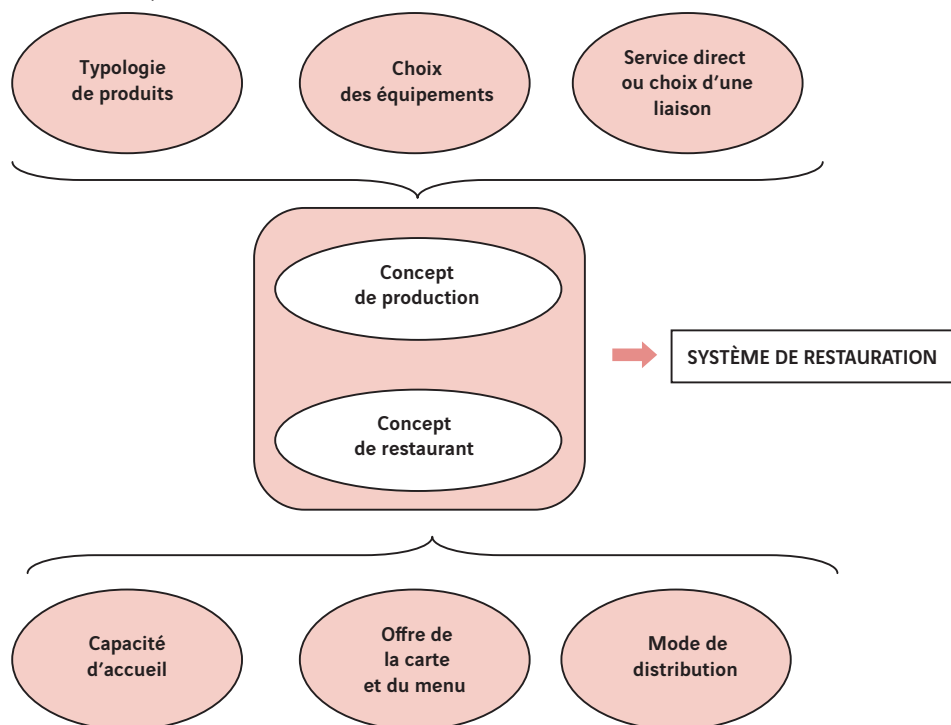 Typologie
de produits
Choix
des équipements
Service direct
ou choix d’une
liaison
Concept
de production
SYSTÈME DE RESTAURATION
Concept
de restaurant
Capacité
d’accueil
Offre de
la carte
et du menu
Mode de
distribution